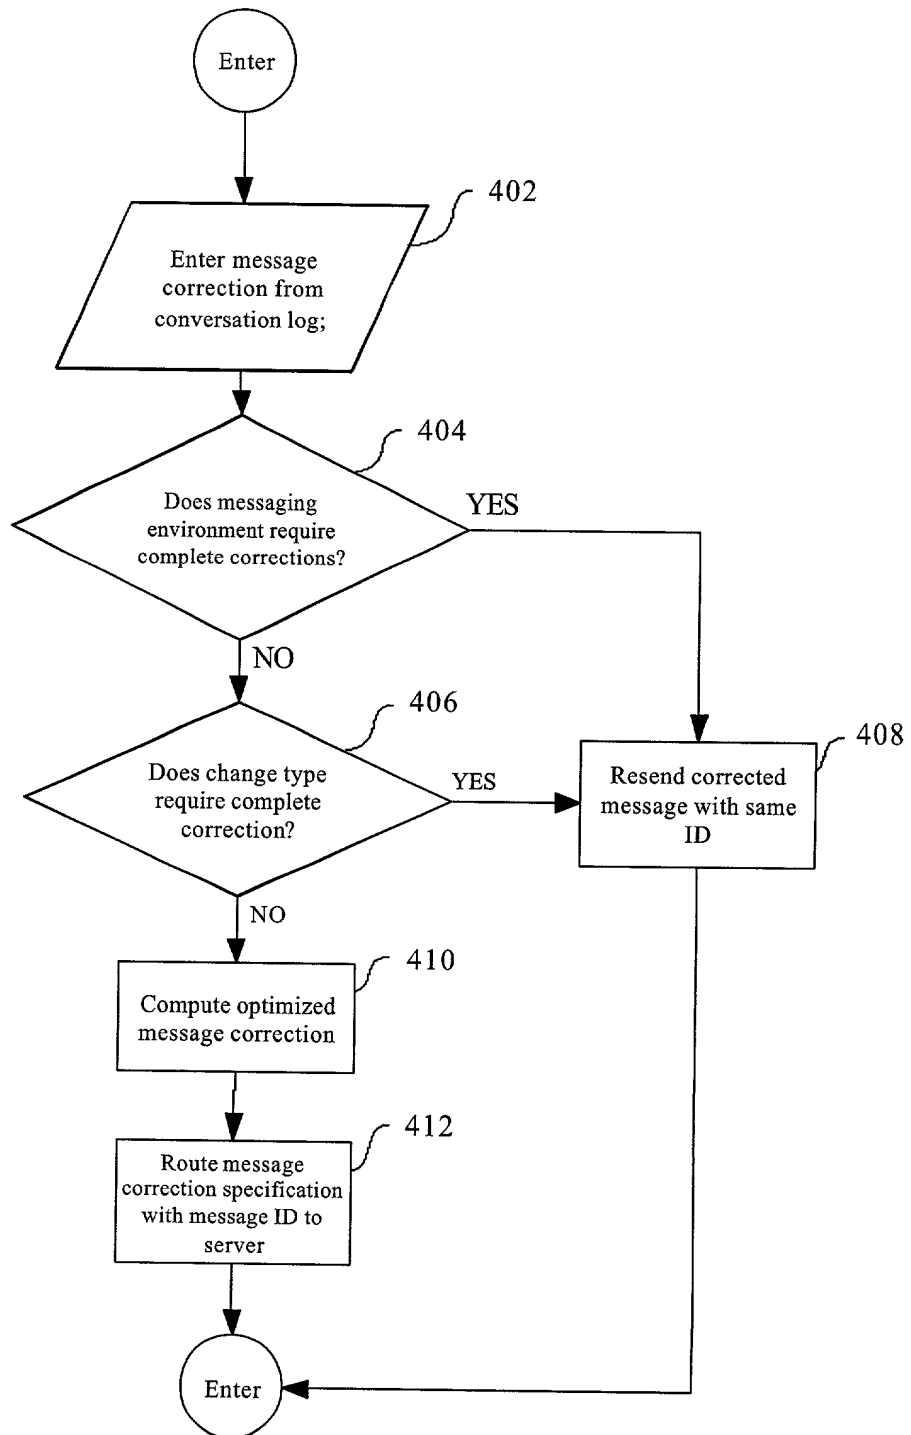 Enter
402
Enter message
correction from
conversation log;
404
Does messaging
environment require
complete corrections?
YES
NO
406
Does change type
require complete
correction?
YES
408
Resend corrected
message with same
ID
NO
410
Compute optimized
message correction
412
Route message
correction specification
with message ID to
server
Enter